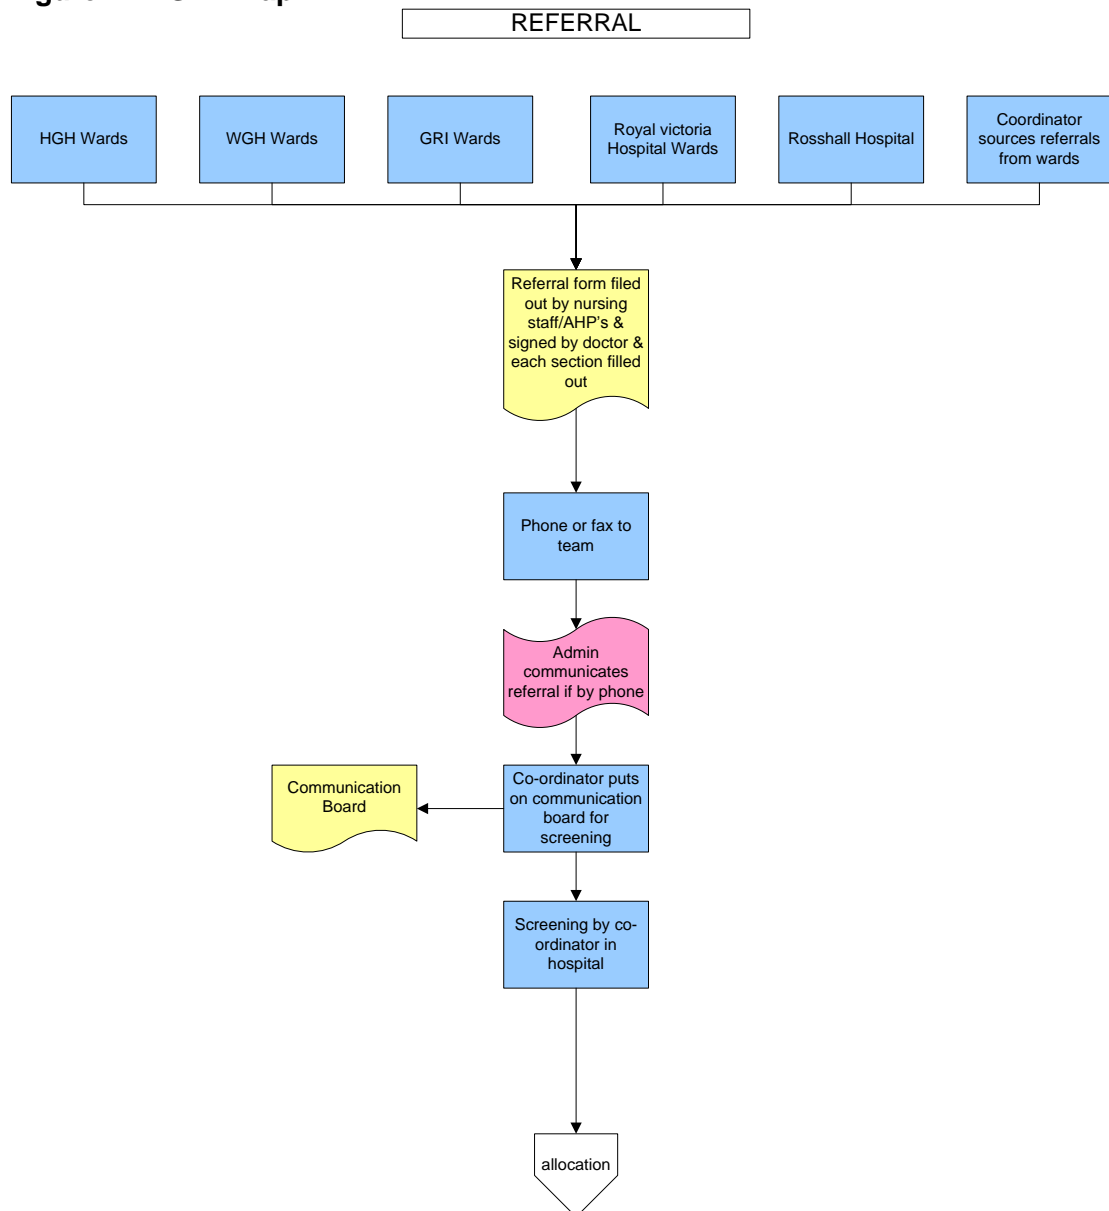 REFERRAL
HGH Wards
WGH Wards
GRI Wards
Royal victoria
Hospital Wards
Rosshall Hospital
Coordinator
sources referrals
from wards
Referral form filed
out by nursing
staff/AHP's &
signed by doctor &
each section filled
out
Phone or fax to
team
Admin
communicates
referral if by phone
Communication
Board
Co-ordinator puts
on communication
board for
screening
Screening by co-
ordinator in
hospital
allocation